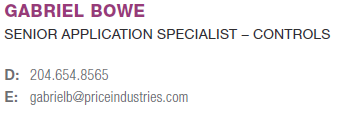 GABRIEL BOWE
SENIOR APPLICATION SPECIALIST – CONTROLS
D: 204.654.8565
E: gabrielb@priceindustries.com